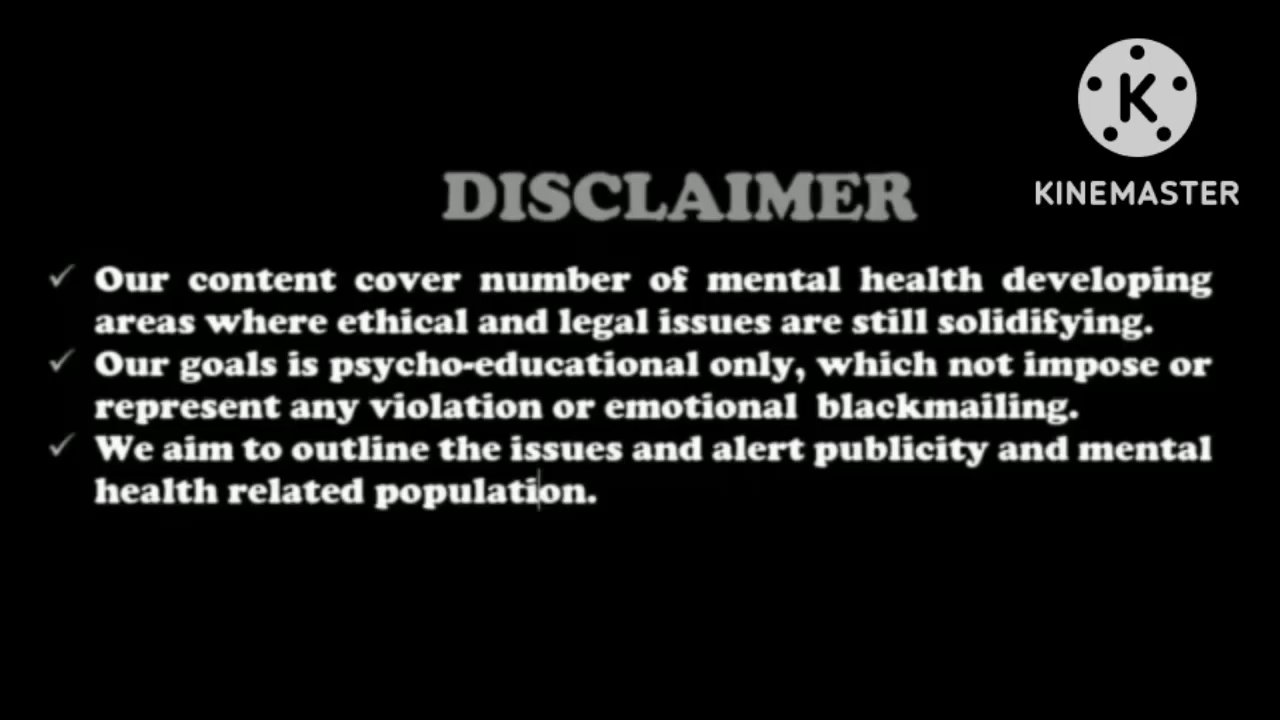 K
KINEMASTER
DISCLAIMER
✓ Our content cover number of mental health developing
areas where ethical and legal issues are still solidifying.
✓ Our goals is psycho-educational only, which not impose or
represent any violation or emotional blackmailing.
✓ We aim to outline the issues and alert publicity and mental
health related population.